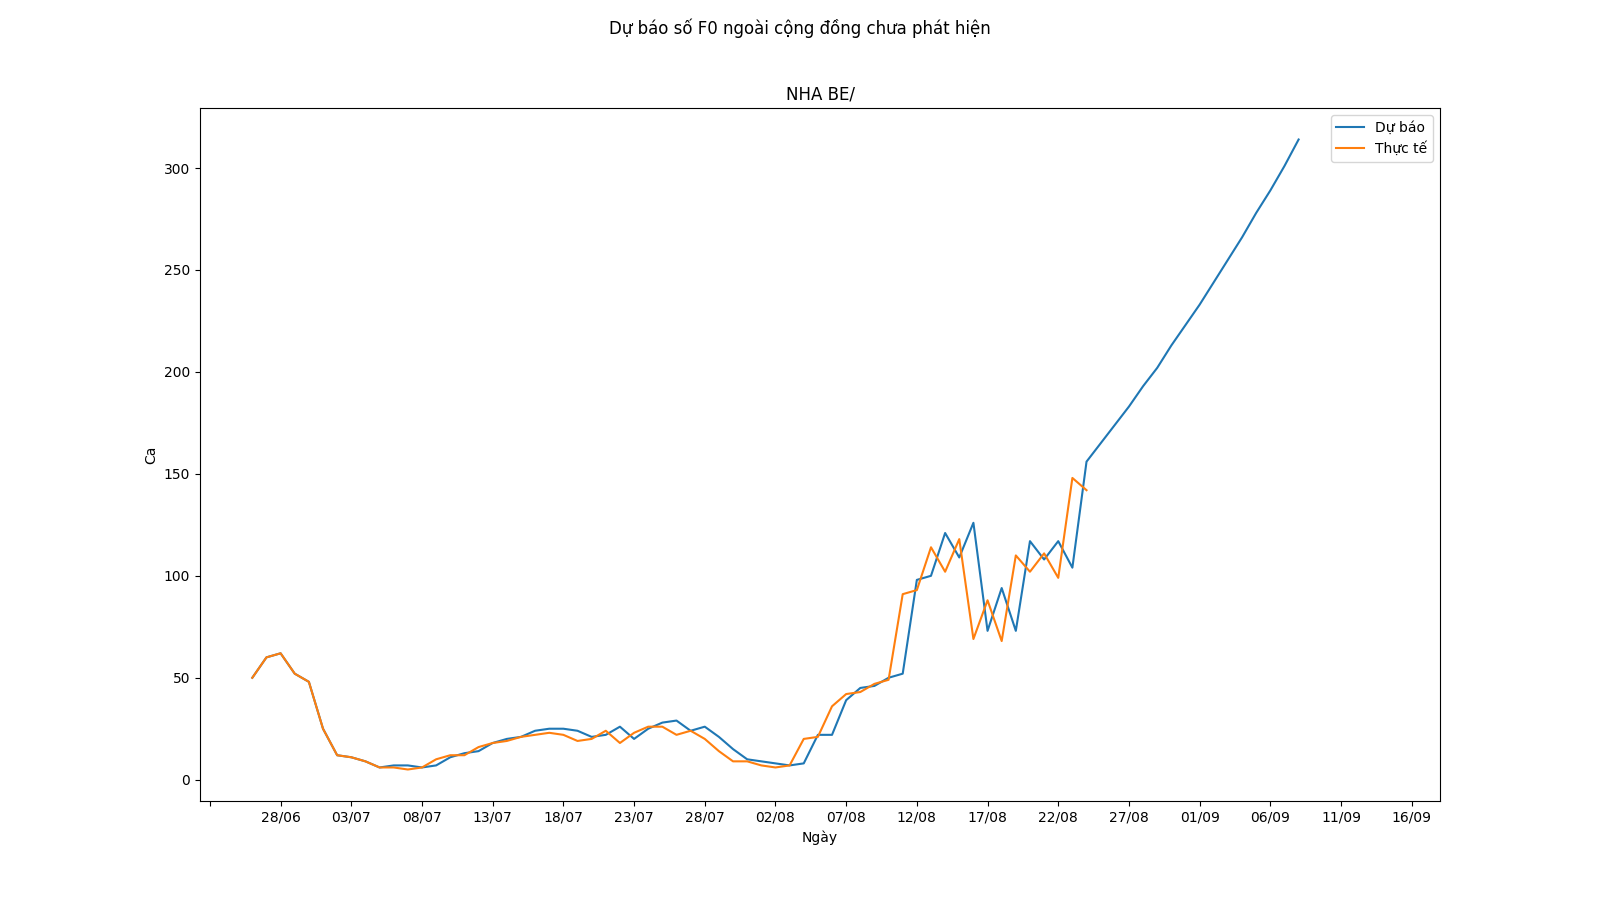 Dự báo số F0 ngoài cộng đồng chưa phát hiện
NHA BE/
Dự báo
Thực tế
300
250
200
150
100
50
0
Ca
28/06 03/07 08/07 13/07 18/07 23/07 28/07 02/08 07/08 12/08 17/08 22/08 27/08 01/09 06/09 11/09 16/09
Ngày